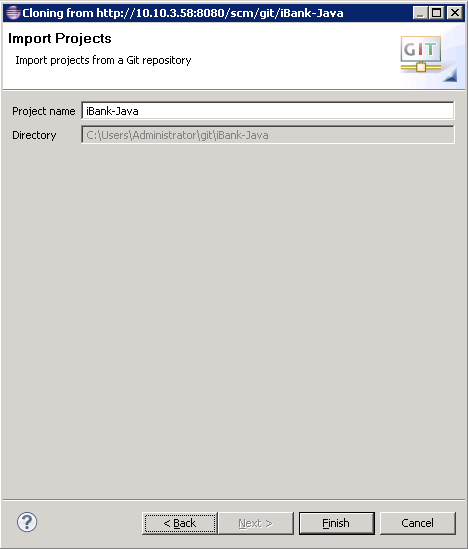 Cloning from http://10.10.3.58:8080/scm/git/iBank-Java
Import Projects
Import projects from a Git repository
GIT
Project name iBank-Java
Directory C:\Users\Administrator\git\iBank-Java
? < Back Next > Finish Cancel